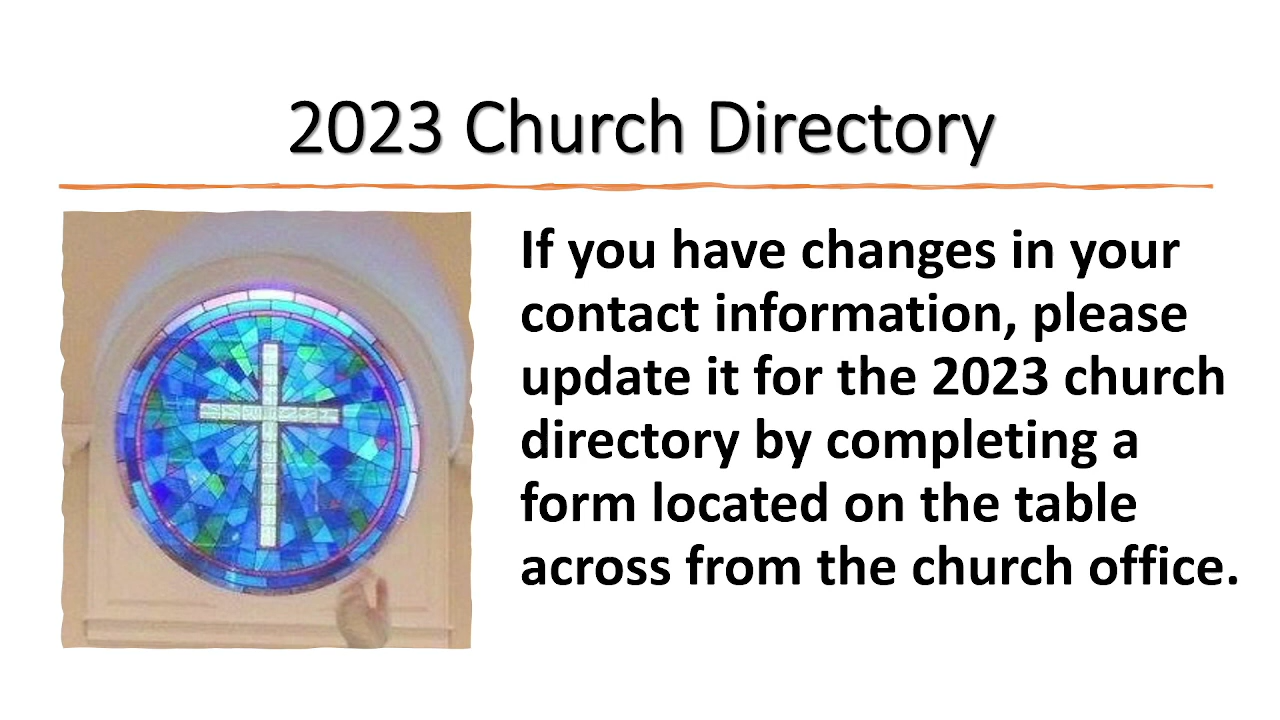 2023 Church Directory
If you have changes in your
contact information, please
update it for the 2023 church
directory by completing a
form located on the table
across from the church office.